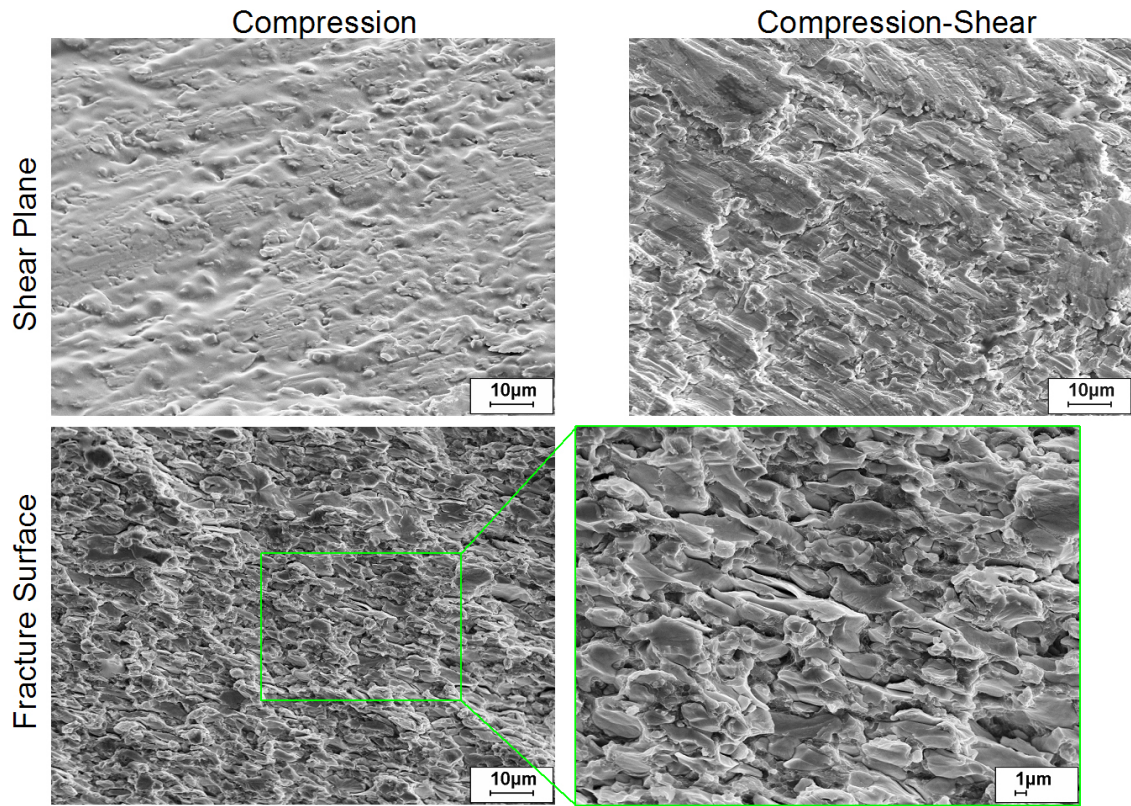 Compression
Compression-Shear
Shear Plane
10µm
10µm
Fracture Surface
10µm
1µm